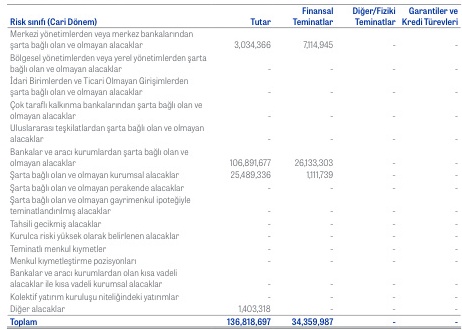 Risk sınıfı (Cari Dönem) Tutar Finansal Teminatlar Diğer/Fiziki Teminatlar Garantiler ve Kredi Türevleri
Merkezi yönetimlerden veya merkez bankalarından
şarta bağlı olan ve olmayan alacaklar 3,034,366 7,114,945 - -
Bölgesel yönetimlerden veya yerel yönetimlerden şarta
bağlı olan ve olmayan alacaklar - - - -
İdari Birimlerden ve Ticari Olmayan Girişimlerden
şarta bağlı olan ve olmayan alacaklar - - - -
Çok taraflı kalkınma bankalarından şarta bağlı olan ve
olmayan alacaklar - - - -
Uluslararası teşkilatlardan şarta bağlı olan ve olmayan
alacaklar - - - -
Bankalar ve aracı kurumlardan şarta bağlı olan ve
olmayan alacaklar 106,891,677 26,133,303 - -
Şarta bağlı olan ve olmayan kurumsal alacaklar 25,489,336 1,111,739 - -
Şarta bağlı olan ve olmayan perakende alacaklar - - - -
Şarta bağlı olan ve olmayan gayrimenkul ipoteğiyle
teminatlandırılmış alacaklar - - - -
Tahsili gecikmiş alacaklar - - - -
Kurulca riski yüksek olarak belirlenen alacaklar - - - -
Teminatlı menkul kıymetler - - - -
Menkul kıymetleştirme pozisyonları - - - -
Bankalar ve aracı kurumlardan olan kısa vadeli
alacaklar ile kısa vadeli kurumsal alacaklar - - - -
Kolektif yatırım kuruluşu niteliğindeki yatırımlar - - - -
Diğer alacaklar 1,403,318 - - -
Toplam 136,818,697 34,359,987 - -